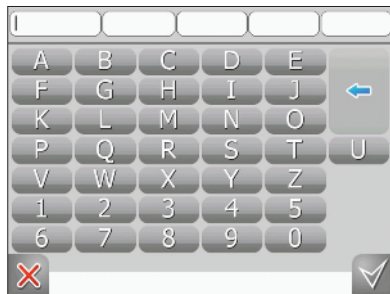 A B C D E
F G H I J
K L M N O
P Q R S T U
V W X Y Z
1 2 3 4 5
6 7 8 9 0